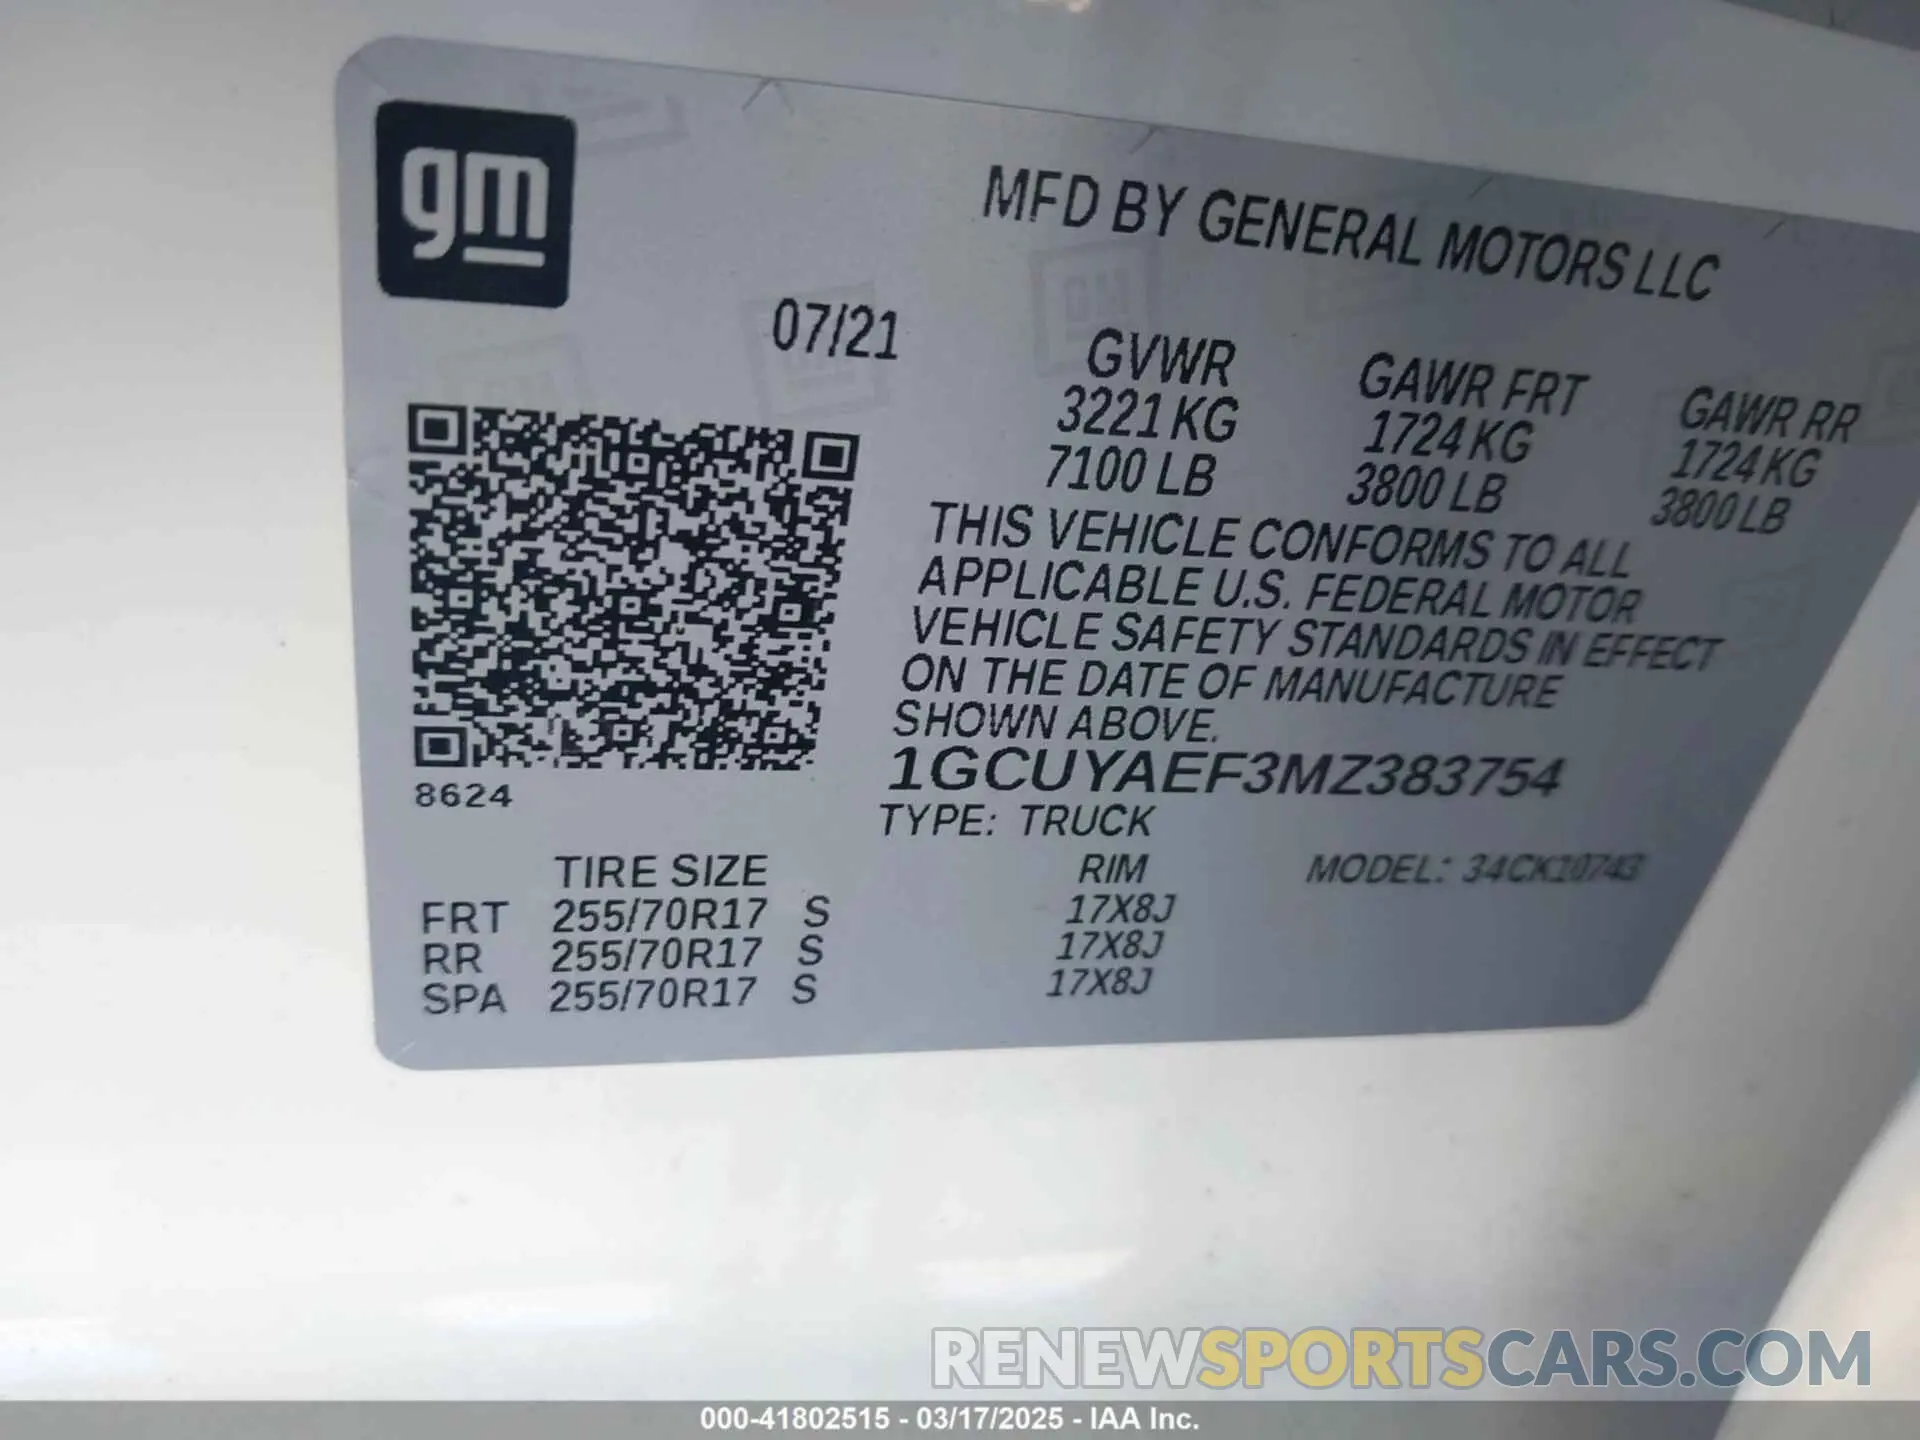 gm
MFD BY GENERAL MOTORS LLC
07/21
GVWR GAWR FRT GAWR RR
3221 KG 1724 KG 1724 KG
7100 LB 3800 LB 3800 LB
THIS VEHICLE CONFORMS TO ALL
APPLICABLE U.S. FEDERAL MOTOR
VEHICLE SAFETY STANDARDS IN EFFECT
ON THE DATE OF MANUFACTURE
SHOWN ABOVE.
1GCUYAEF3MZ383754
8624
TYPE: TRUCK
TIRE SIZE RIM MODEL: 34CK10743
FRT 255/70R17 S 17X8J
RR 255/70R17 S 17X8J
SPA 255/70R17 S 17X8J
RENEWSPORTSCARS.COM
000-41802515 - 03/17/2025 - IAA Inc.